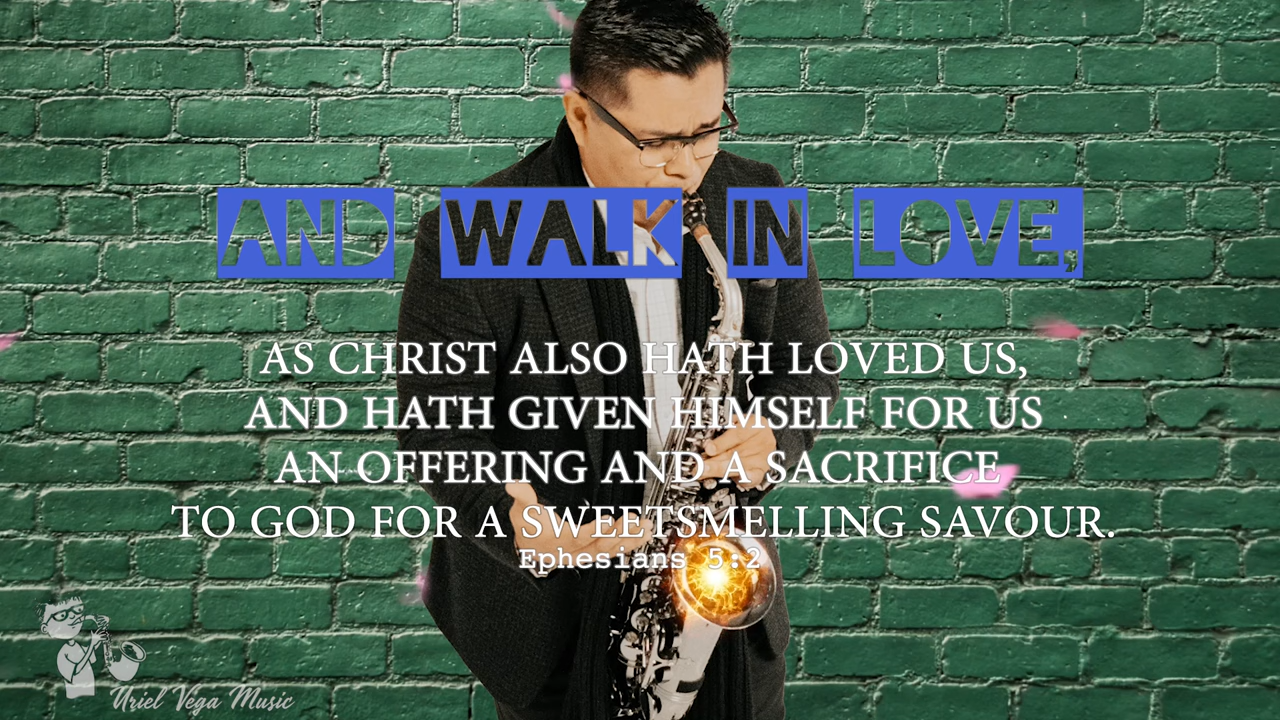 AND WALK IN LOVE,
AS CHRIST ALSO HATH LOVED US,
AND HATH GIVEN HIMSELF FOR US
AN OFFERING AND A SACRIFICE
TO GOD FOR A SWEETSMELLING SAVOUR.
Ephesians 5:2
Uriel Vega Music